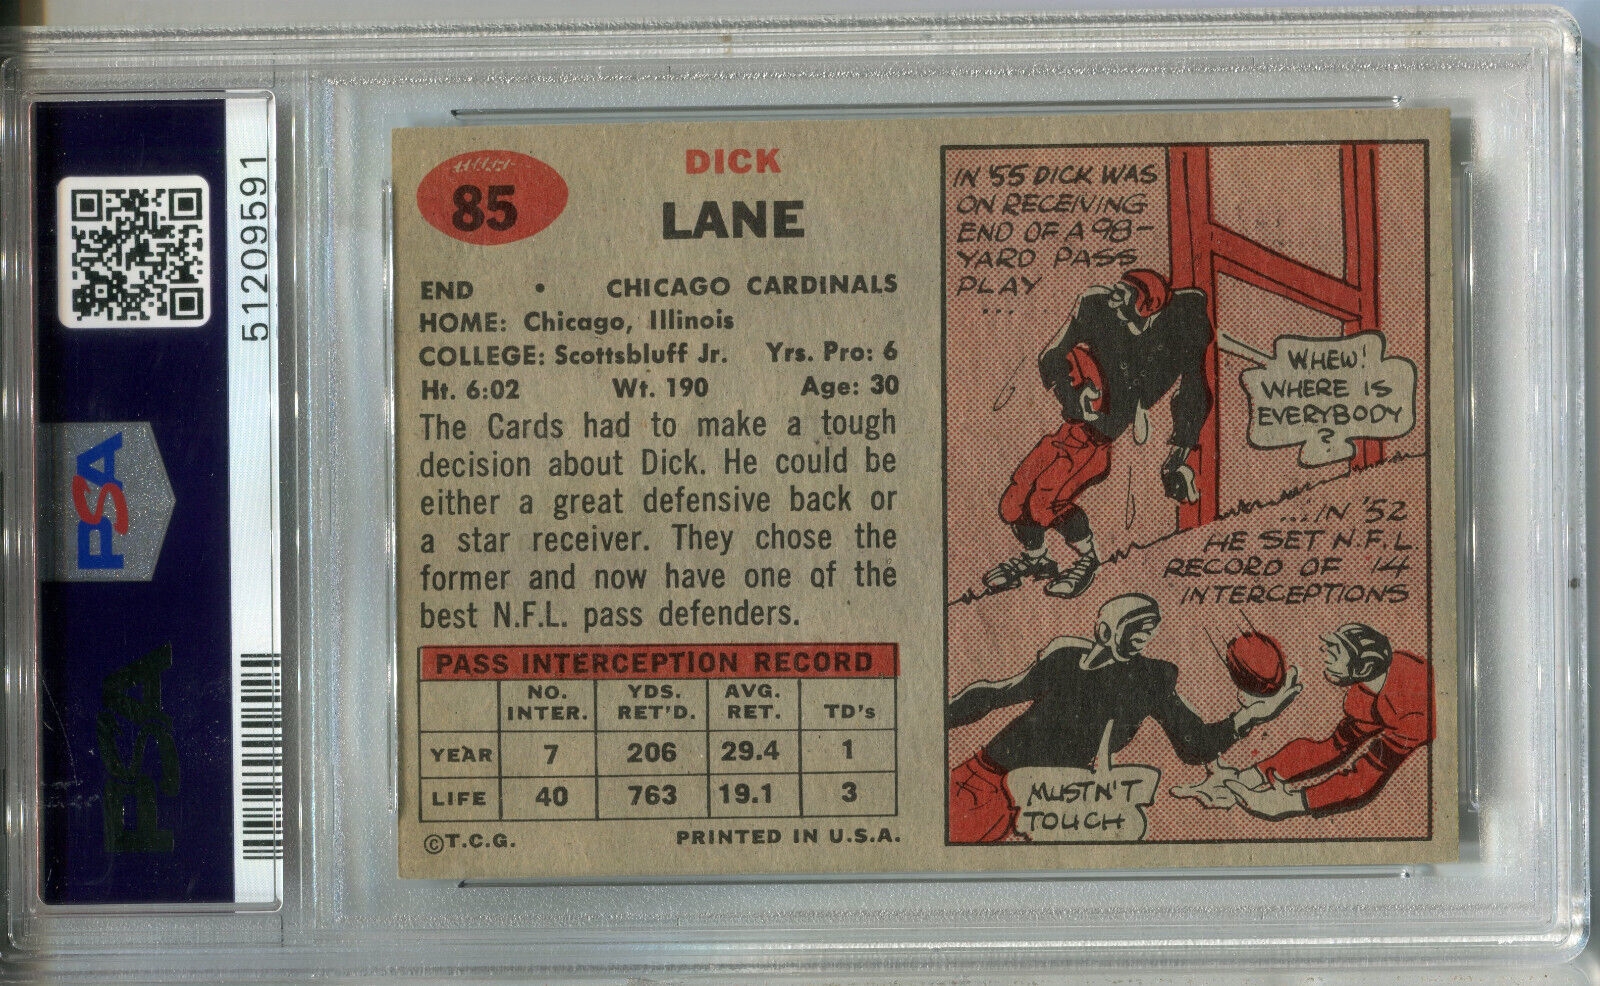 51209591
PSA
PSA
85
DICK
LANE
END • CHICAGO CARDINALS
HOME: Chicago, Illinois
COLLEGE: Scottsbluff Jr. Yrs. Pro: 6
Ht. 6:02 Wt. 190 Age: 30
The Cards had to make a tough
decision about Dick. He could be
either a great defensive back or
a star receiver. They chose the
former and now have one of the
best N.F.L. pass defenders.
PASS INTERCEPTION RECORD
NO. INTER. YDS. RET'D. AVG. RET. TD's
YEAR 7 206 29.4 1
LIFE 40 763 19.1 3
©T.C.G. PRINTED IN U.S.A.
IN '55 DICK WAS
ON RECEIVING
END OF A 98-
YARD PASS
PLAY
...
WHEW!
WHERE IS
EVERYBODY
?
...IN '52
HE SET N.F.L
RECORD OF 14
INTERCEPTIONS
MUSTN'T
TOUCH